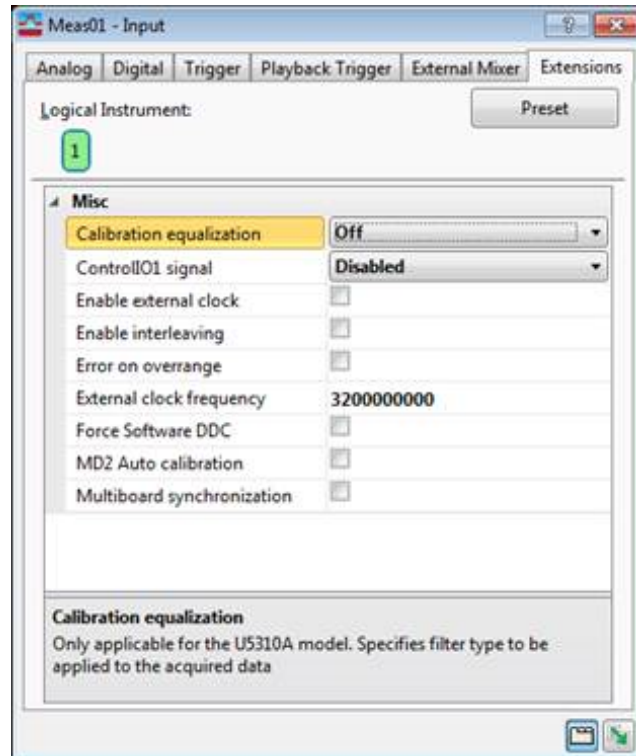 Meas01 - Input
Analog Digital Trigger Playback Trigger External Mixer Extensions
Logical Instrument:
Preset
1
Misc
Calibration equalization Off
ControlIO1 signal Disabled
Enable external clock
Enable interleaving
Error on overrange
External clock frequency 3200000000
Force Software DDC
MD2 Auto calibration
Multiboard synchronization
Calibration equalization
Only applicable for the U5310A model. Specifies filter type to be
applied to the acquired data